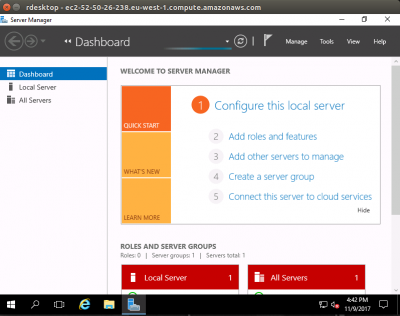 rdesktop - ec2-52-50-26-238.eu-west-1.compute.amazonaws.com
Server Manager
Dashboard
Manage Tools View Help
Dashboard
Local Server
All Servers
WELCOME TO SERVER MANAGER
QUICK START
WHAT'S NEW
LEARN MORE
1 Configure this local server
2 Add roles and features
3 Add other servers to manage
4 Create a server group
5 Connect this server to cloud services
Hide
ROLES AND SERVER GROUPS
Roles: 0 | Server groups: 1 | Servers total: 1
Local Server 1
All Servers 1
4:42 PM
11/9/2017